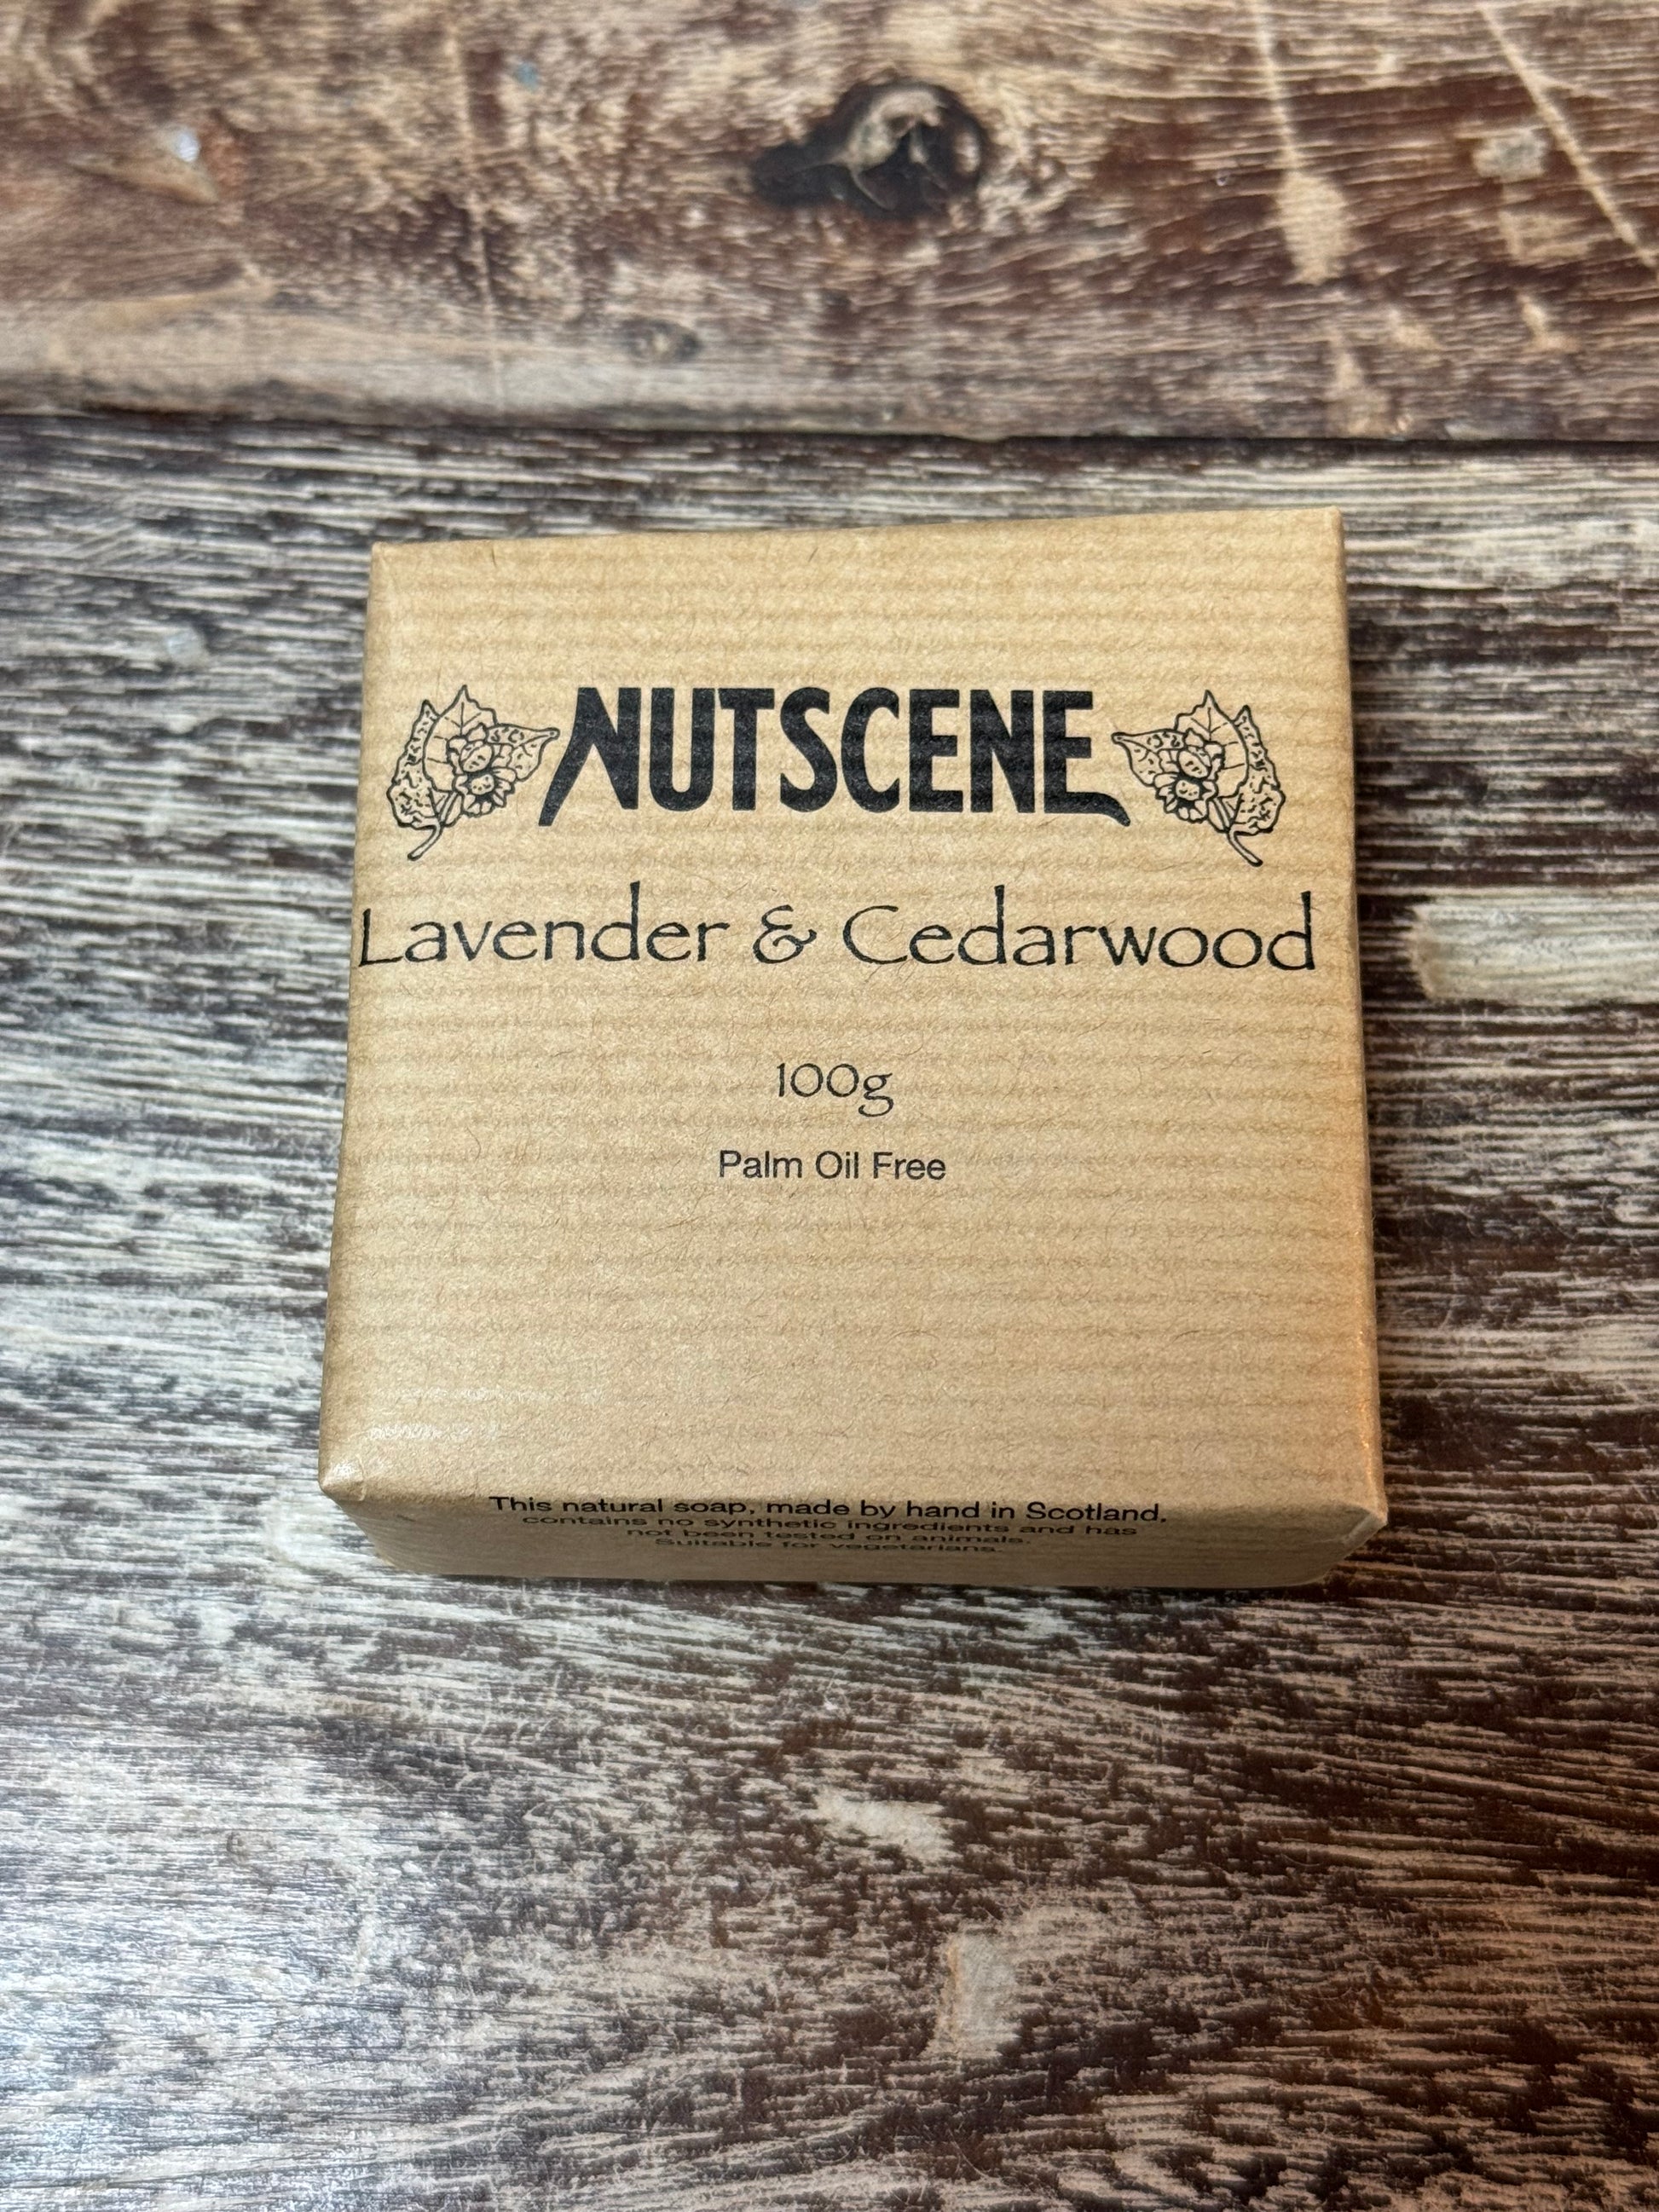 NUTSCENE
Lavender & Cedarwood
100g
Palm Oil Free
This natural soap, made by hand in Scotland,
contains no synthetic ingredients and has
not been tested on animals.
Suitable for vegetarians.